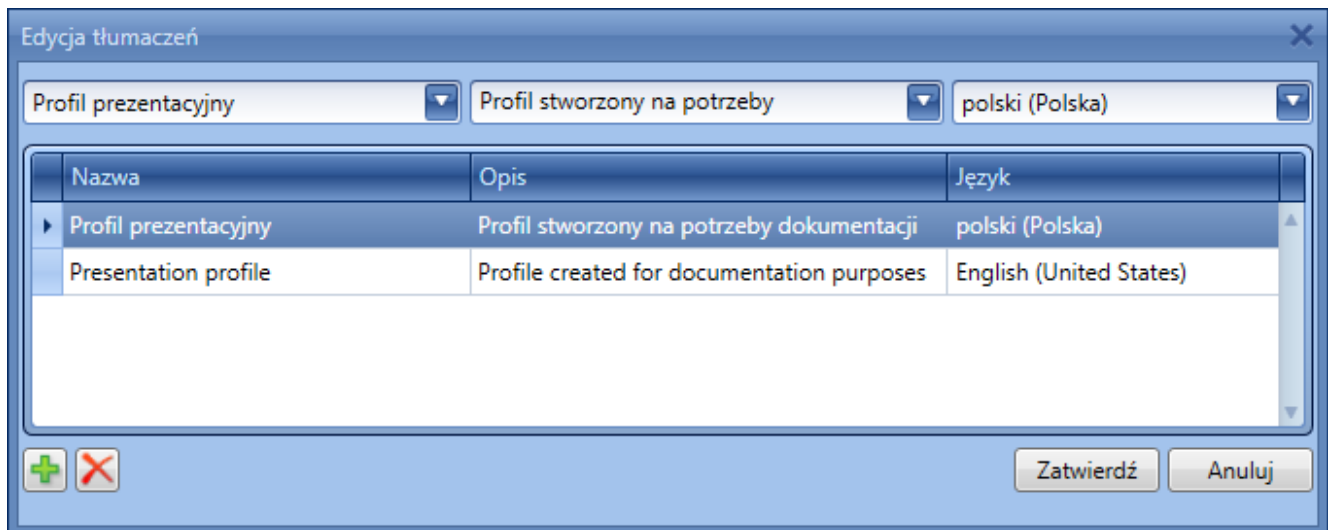 Edycja tłumaczeń
Profil prezentacyjny Profil stworzony na potrzeby polski (Polska)
Nazwa Opis Język
Profil prezentacyjny Profil stworzony na potrzeby dokumentacji polski (Polska)
Presentation profile Profile created for documentation purposes English (United States)
Zatwierdź Anuluj